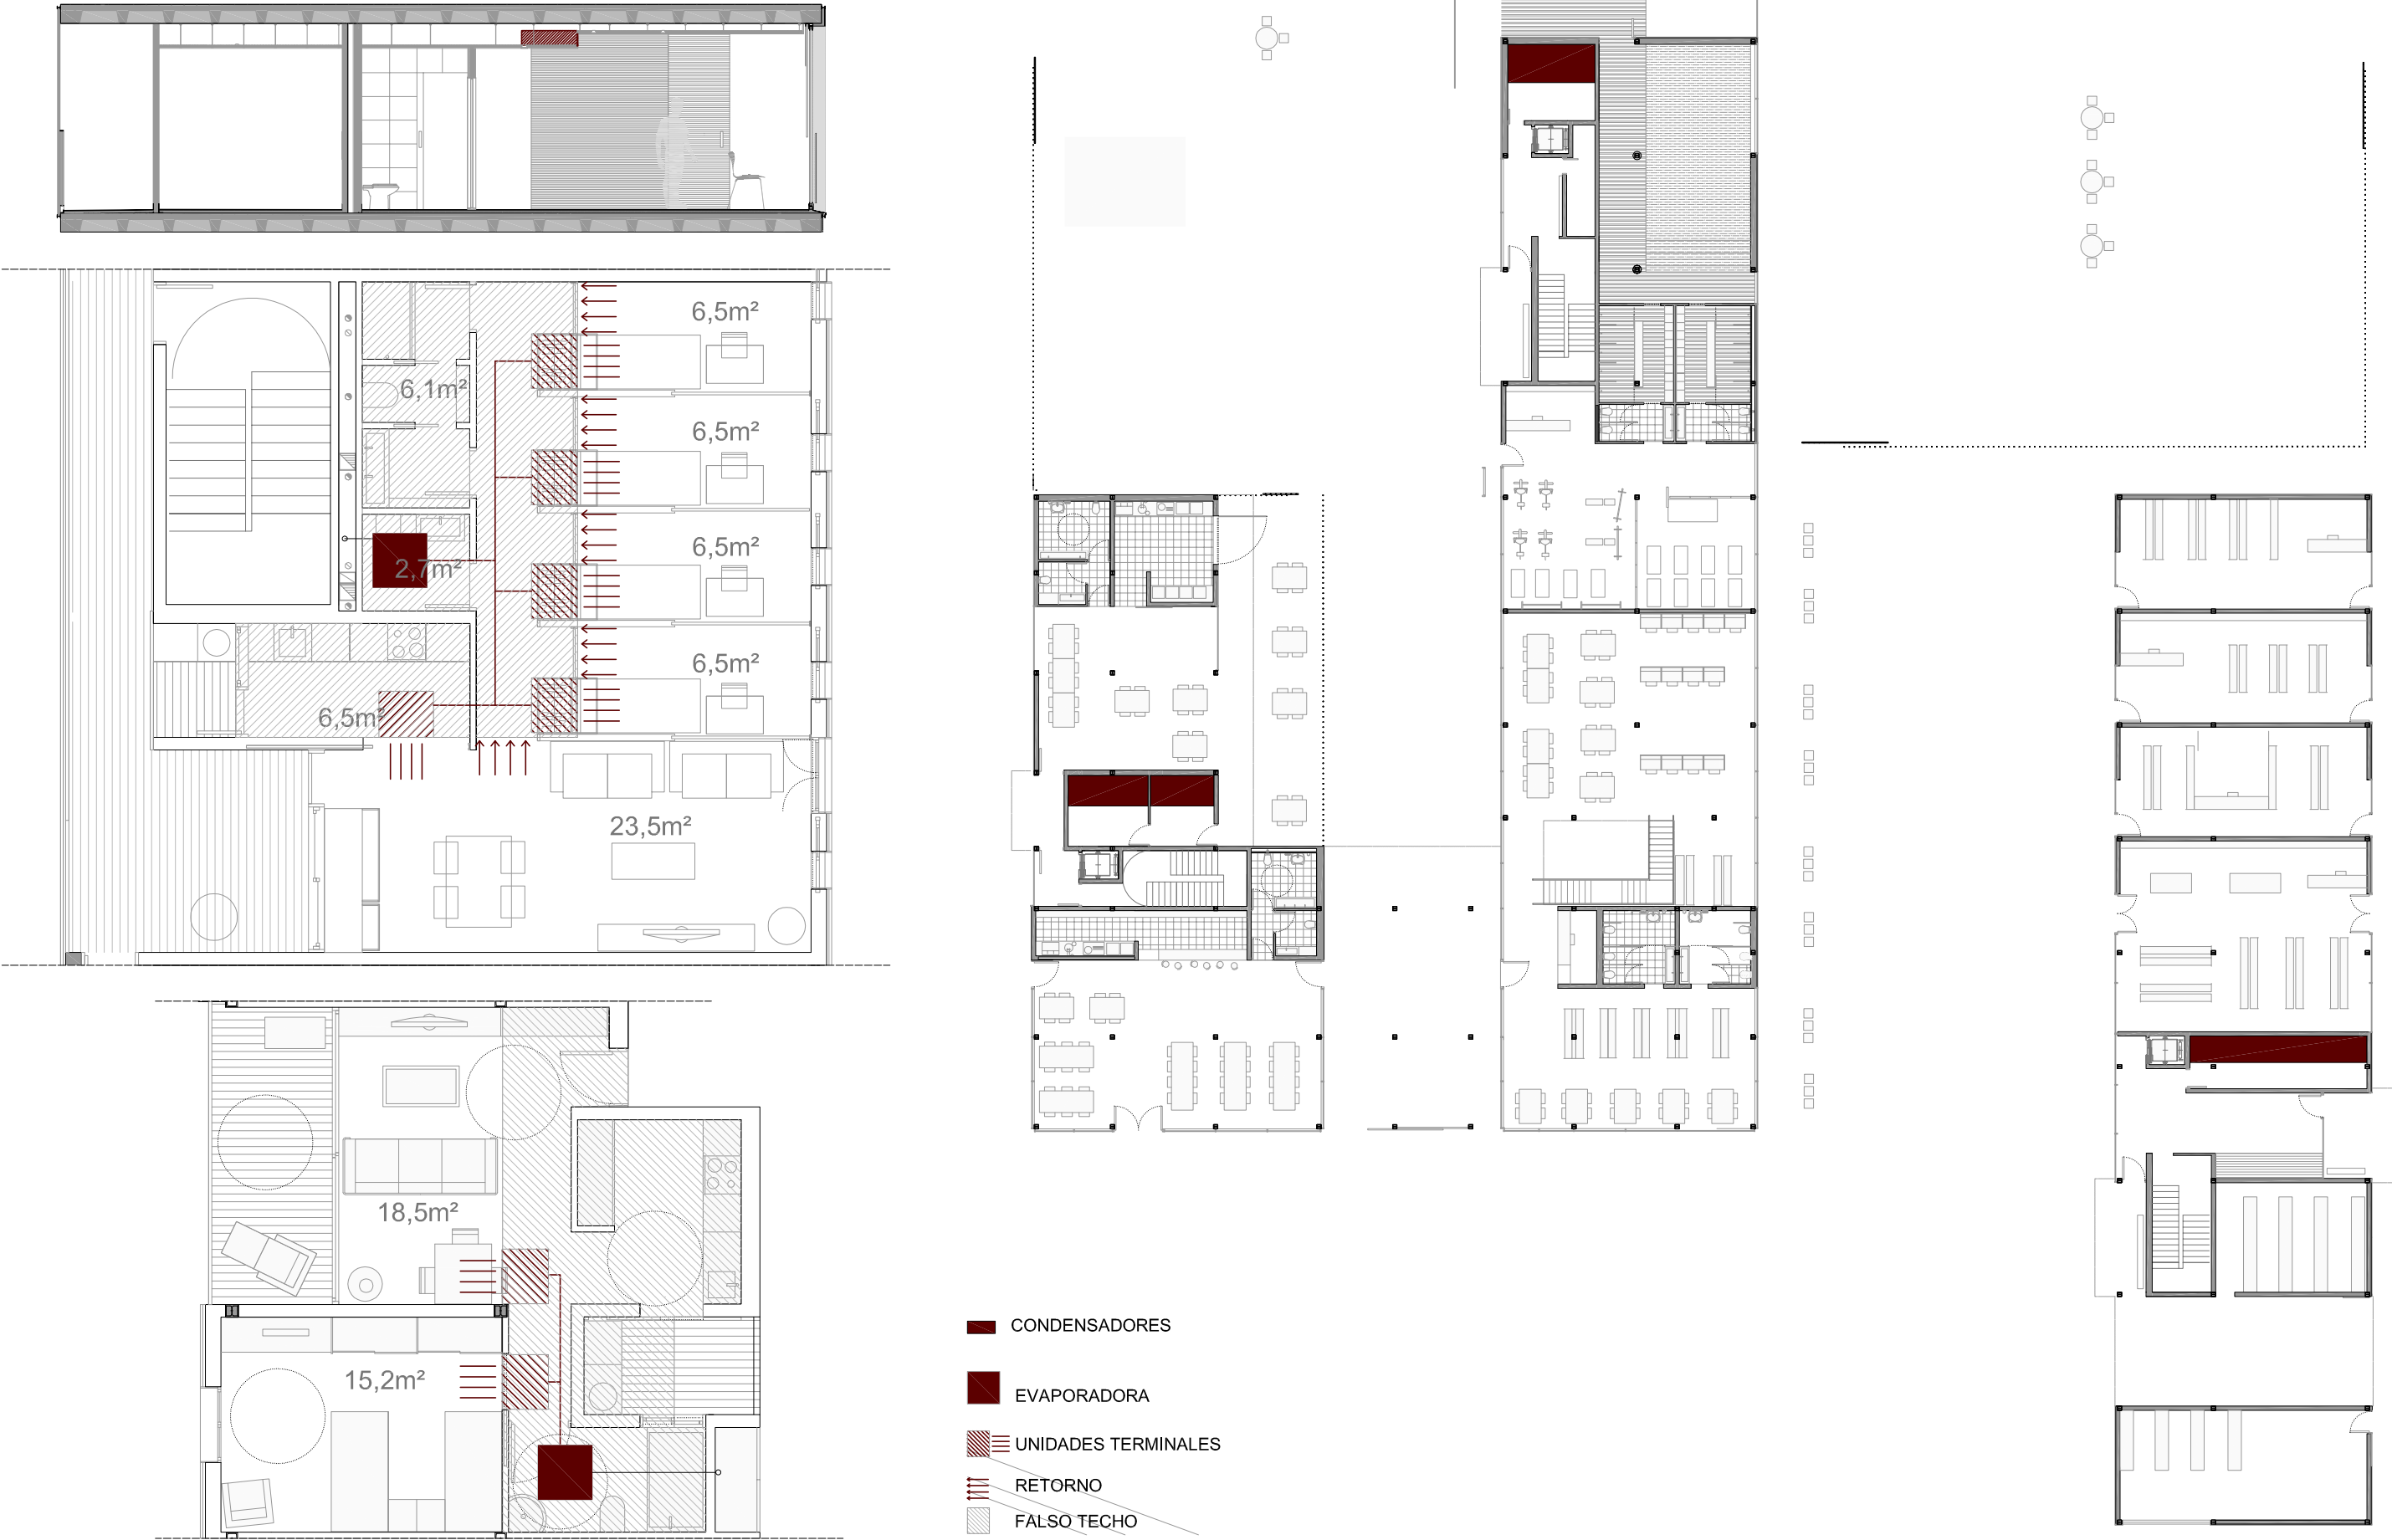 6,5m²
6,1m²
6,5m²
6,5m²
2,7m²
6,5m²
6,5m²
23,5m²
18,5m²
15,2m²
CONDENSADORES
EVAPORADORA
UNIDADES TERMINALES
RETORNO
FALSO TECHO